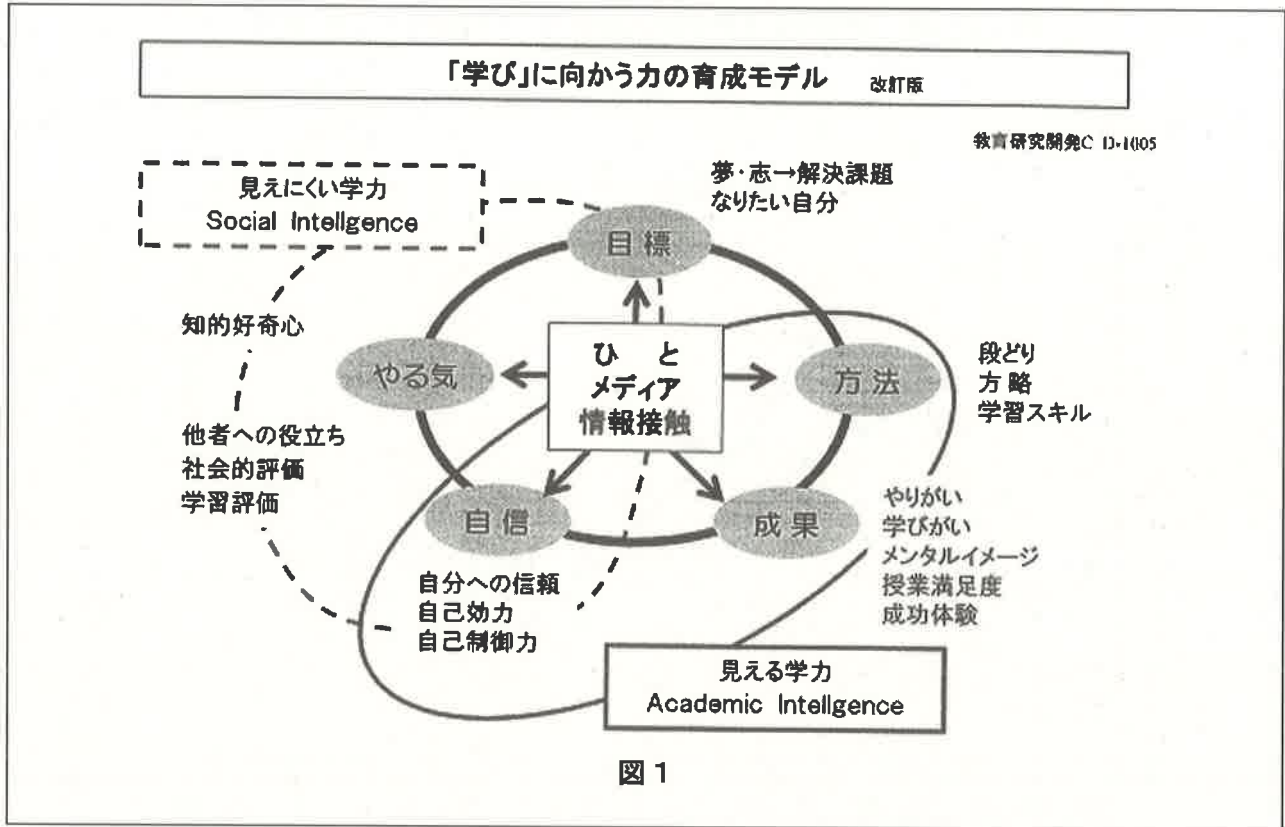 「学び」に向かう力の育成モデル 改訂版
教育研究開発C
見えにくい学力
Social Intellgence
夢・志→解決課題
なりたい自分
目標
知的好奇心
やる気
ひと
メディア
情報接触
方法
段どり
方略
学習スキル
他者への役立ち
社会的評価
学習評価
自信
成果
やりがい
学びがい
メンタルイメージ
授業満足度
成功体験
自分への信頼
自己効力
自己制御力
見える学力
Academic Intellgence
図1